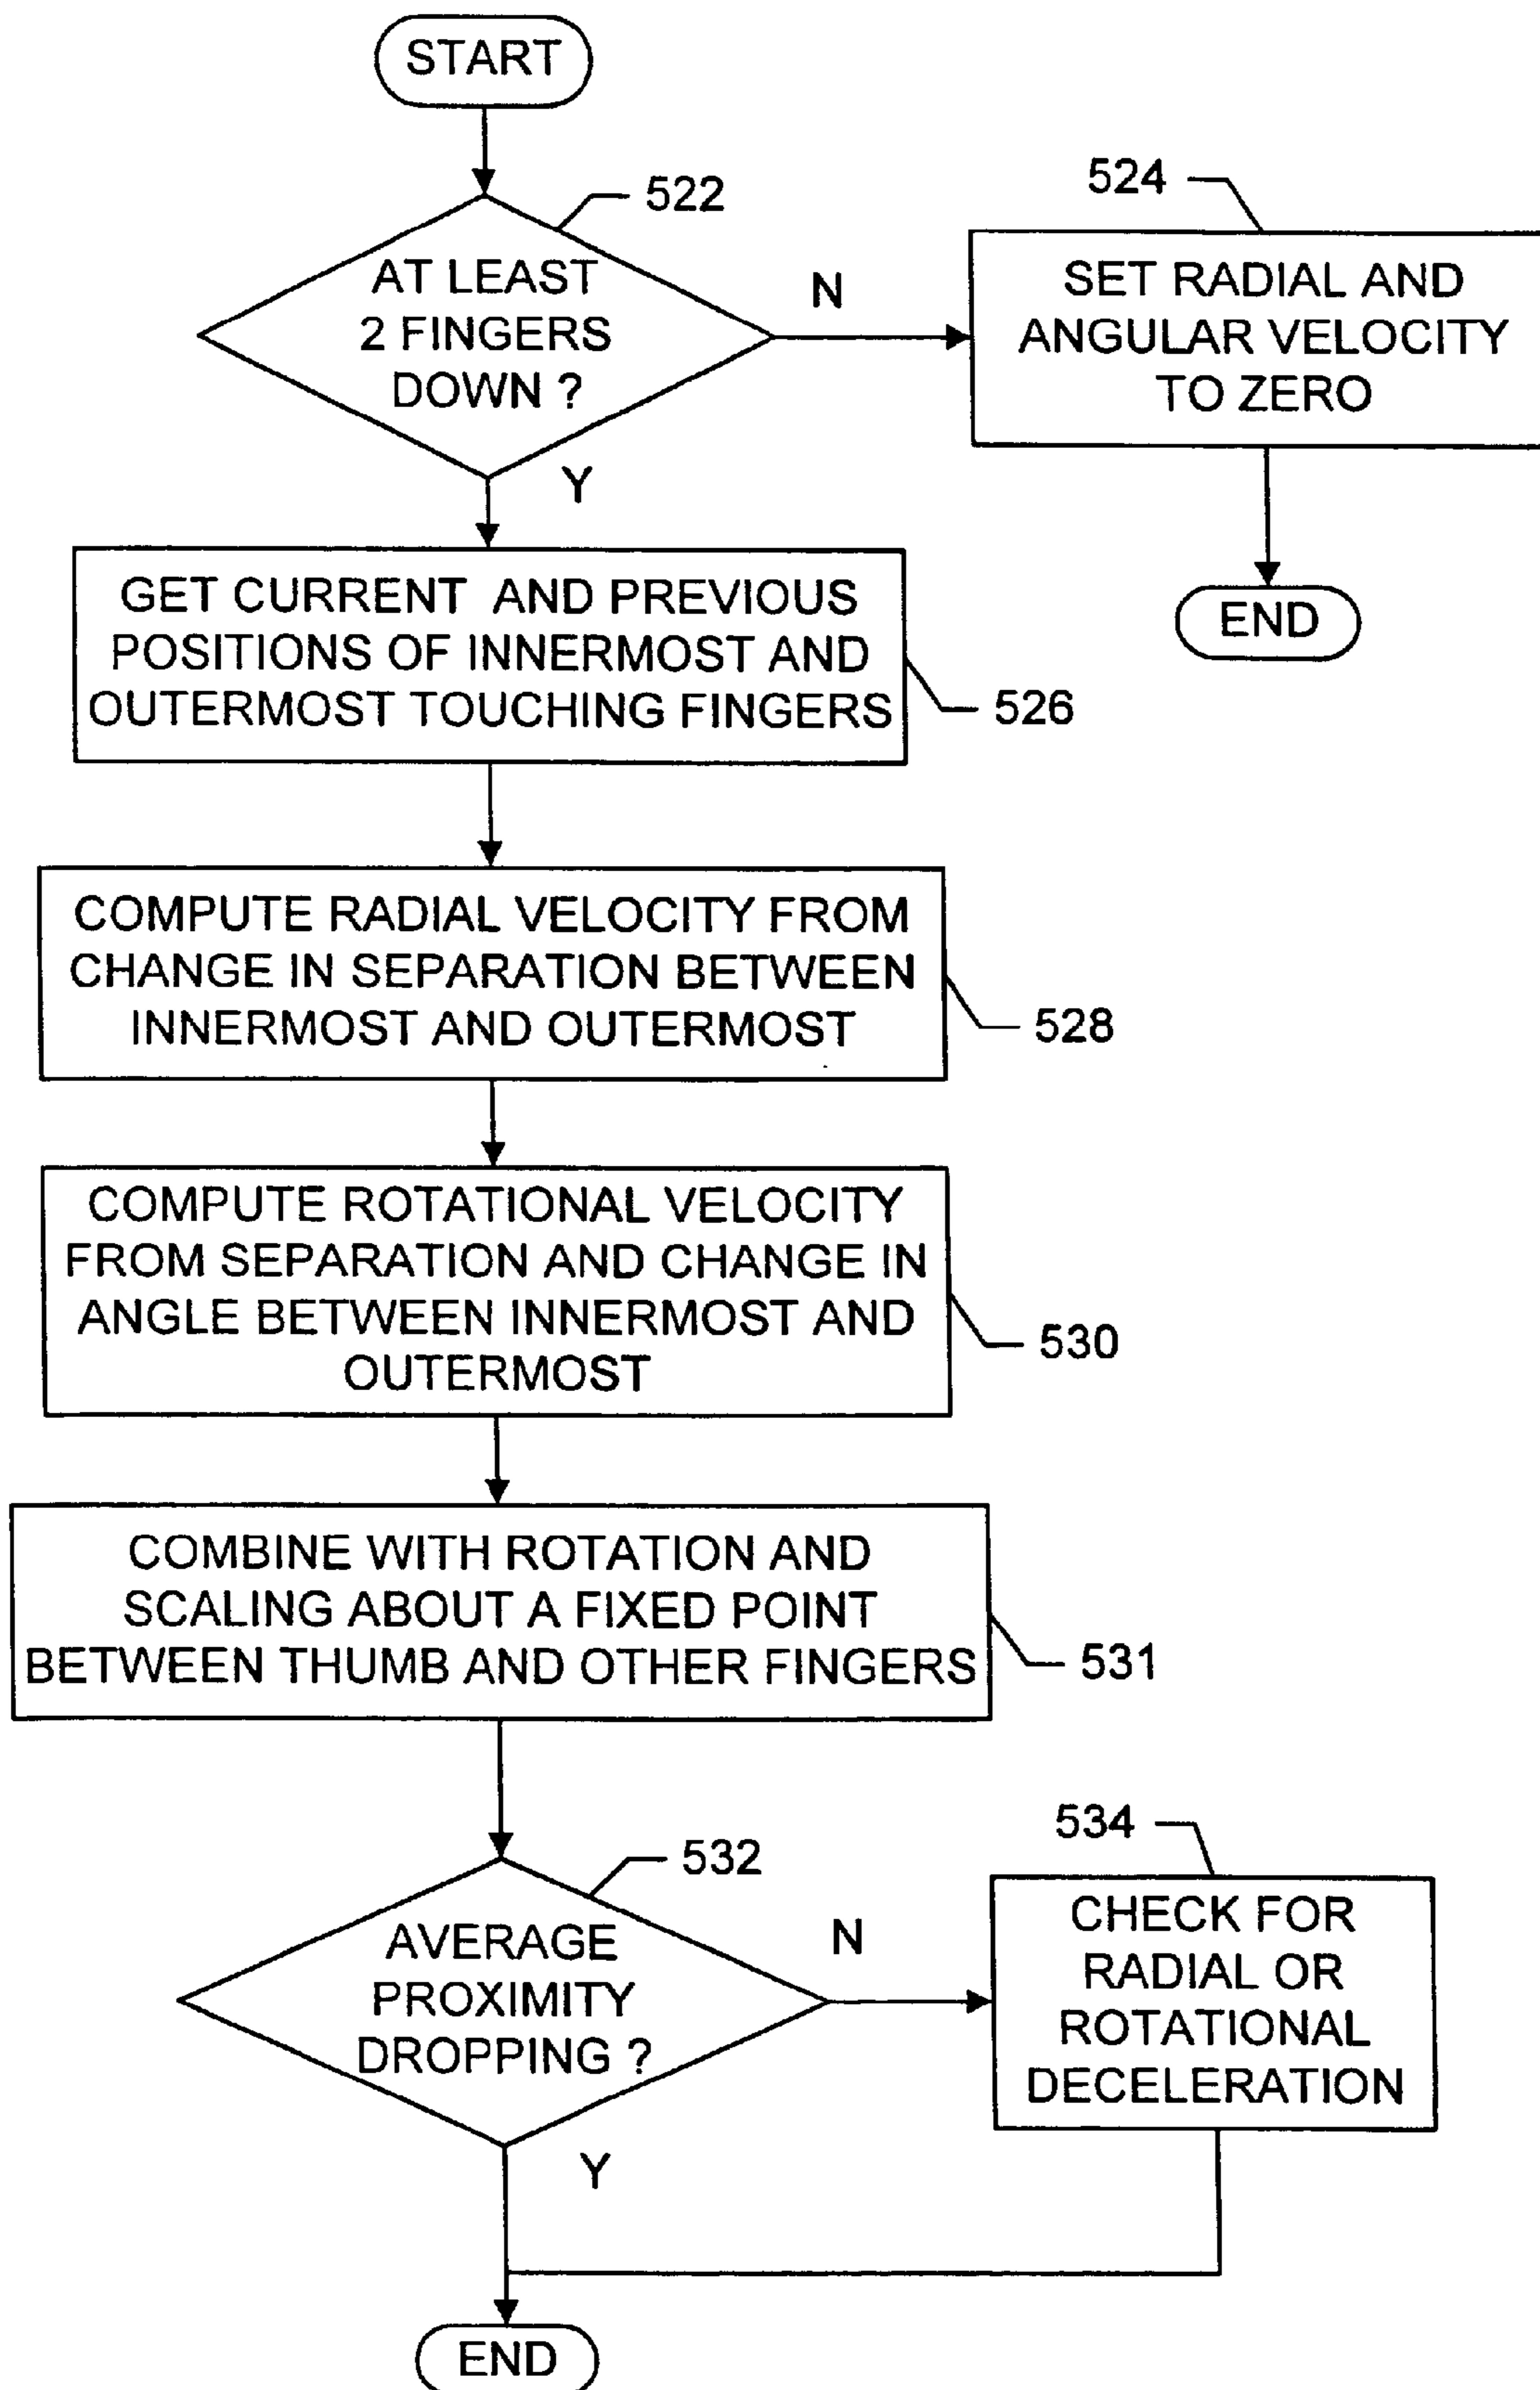 START
522
AT LEAST
2 FINGERS
DOWN ?
N
524
SET RADIAL AND
ANGULAR VELOCITY
TO ZERO
END
Y
GET CURRENT AND PREVIOUS
POSITIONS OF INNERMOST AND
OUTERMOST TOUCHING FINGERS
526
COMPUTE RADIAL VELOCITY FROM
CHANGE IN SEPARATION BETWEEN
INNERMOST AND OUTERMOST
528
COMPUTE ROTATIONAL VELOCITY
FROM SEPARATION AND CHANGE IN
ANGLE BETWEEN INNERMOST AND
OUTERMOST
530
COMBINE WITH ROTATION AND
SCALING ABOUT A FIXED POINT
BETWEEN THUMB AND OTHER FINGERS
531
532
AVERAGE
PROXIMITY
DROPPING ?
N
534
CHECK FOR
RADIAL OR
ROTATIONAL
DECELERATION
Y
END